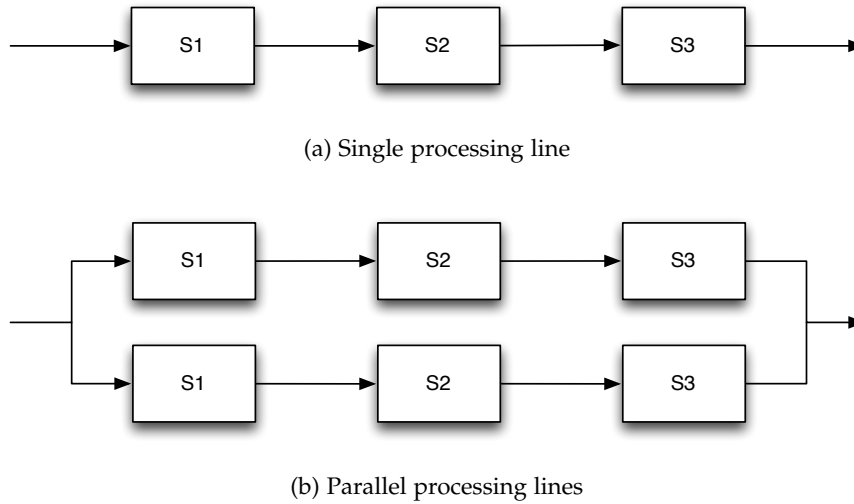 S1 S2 S3
(a) Single processing line
S1 S2 S3
S1 S2 S3
(b) Parallel processing lines